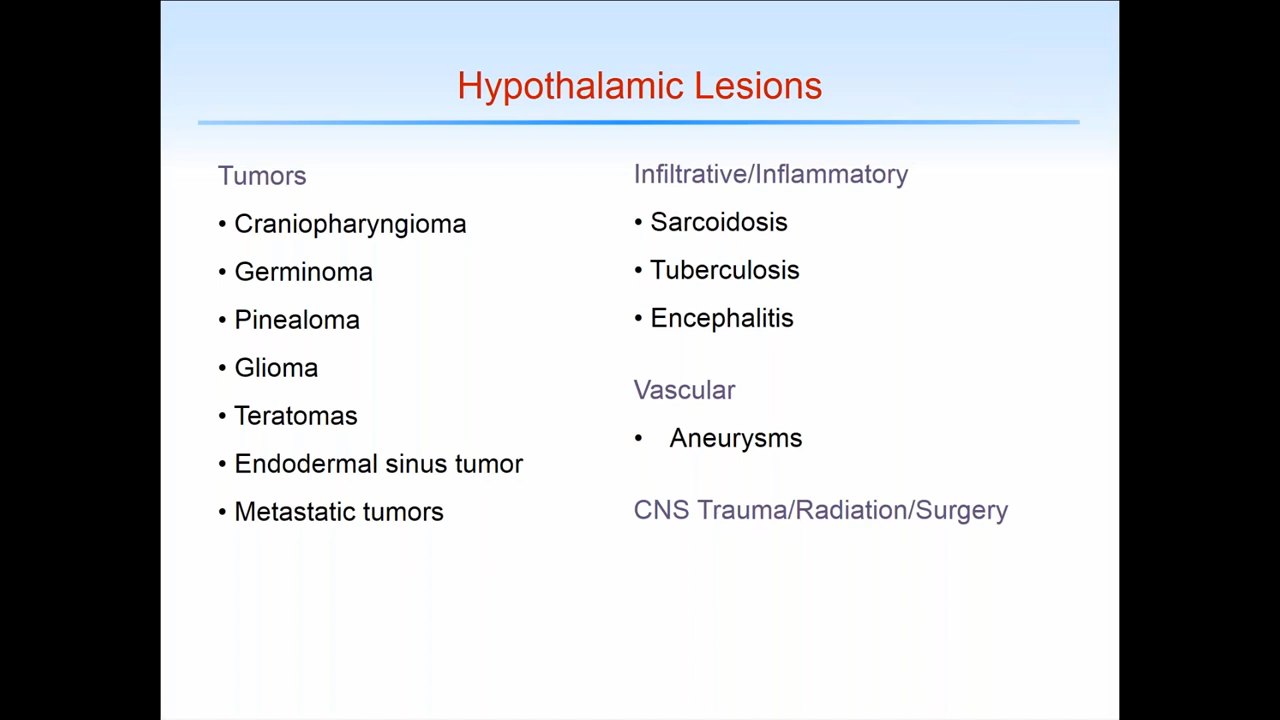 Hypothalamic Lesions
Tumors
• Craniopharyngioma
• Germinoma
• Pinealoma
• Glioma
• Teratomas
• Endodermal sinus tumor
• Metastatic tumors
Infiltrative/Inflammatory
• Sarcoidosis
• Tuberculosis
• Encephalitis
Vascular
• Aneurysms
CNS Trauma/Radiation/Surgery